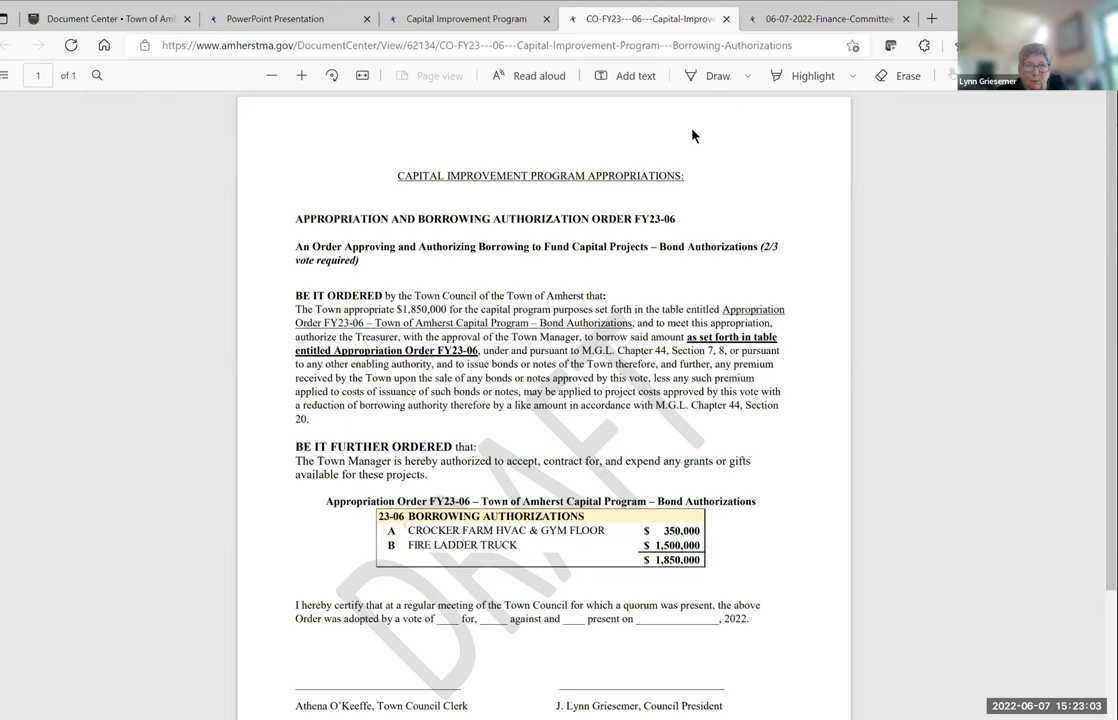 Document Center • Town of Am
PowerPoint Presentation
Capital Improvement Program
CO-FY23---06---Capital-Improve
06-07-2022-Finance-Committee
https://www.amherstma.gov/DocumentCenter/View/62134/CO-FY23---06---Capital-Improvement-Program---Borrowing-Authorizations
1 of 1
Page view
Read aloud
Add text
Draw
Highlight
Erase
Lynn Griesemer
CAPITAL IMPROVEMENT PROGRAM APPROPRIATIONS:
APPROPRIATION AND BORROWING AUTHORIZATION ORDER FY23-06
An Order Approving and Authorizing Borrowing to Fund Capital Projects – Bond Authorizations (2/3
vote required)
BE IT ORDERED by the Town Council of the Town of Amherst that:
The Town appropriate $1,850,000 for the capital program purposes set forth in the table entitled Appropriation
Order FY23-06 – Town of Amherst Capital Program – Bond Authorizations, and to meet this appropriation,
authorize the Treasurer, with the approval of the Town Manager, to borrow said amount as set forth in table
entitled Appropriation Order FY23-06, under and pursuant to M.G.L. Chapter 44, Section 7, 8, or pursuant
to any other enabling authority, and to issue bonds or notes of the Town therefore, and further, any premium
received by the Town upon the sale of any bonds or notes approved by this vote, less any such premium
applied to costs of issuance of such bonds or notes, may be applied to project costs approved by this vote with
a reduction of borrowing authority therefore by a like amount in accordance with M.G.L. Chapter 44, Section
20.
BE IT FURTHER ORDERED that:
The Town Manager is hereby authorized to accept, contract for, and expend any grants or gifts
available for these projects.
Appropriation Order FY23-06 – Town of Amherst Capital Program – Bond Authorizations
23-06 BORROWING AUTHORIZATIONS
A CROCKER FARM HVAC & GYM FLOOR $ 350,000
B FIRE LADDER TRUCK $ 1,500,000
$ 1,850,000
DRAFT
I hereby certify that at a regular meeting of the Town Council for which a quorum was present, the above
Order was adopted by a vote of ____ for, _____ against and ____ present on _______________, 2022.
Athena O'Keeffe, Town Council Clerk
J. Lynn Griesemer, Council President
2022-06-07 15:23:03